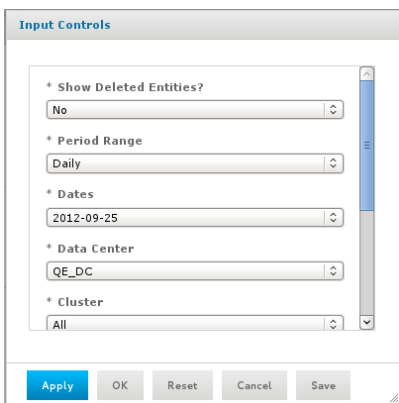 Input Controls
* Show Deleted Entities?
No
* Period Range
Daily
* Dates
2012-09-25
* Data Center
QE_DC
* Cluster
All
Apply OK Reset Cancel Save